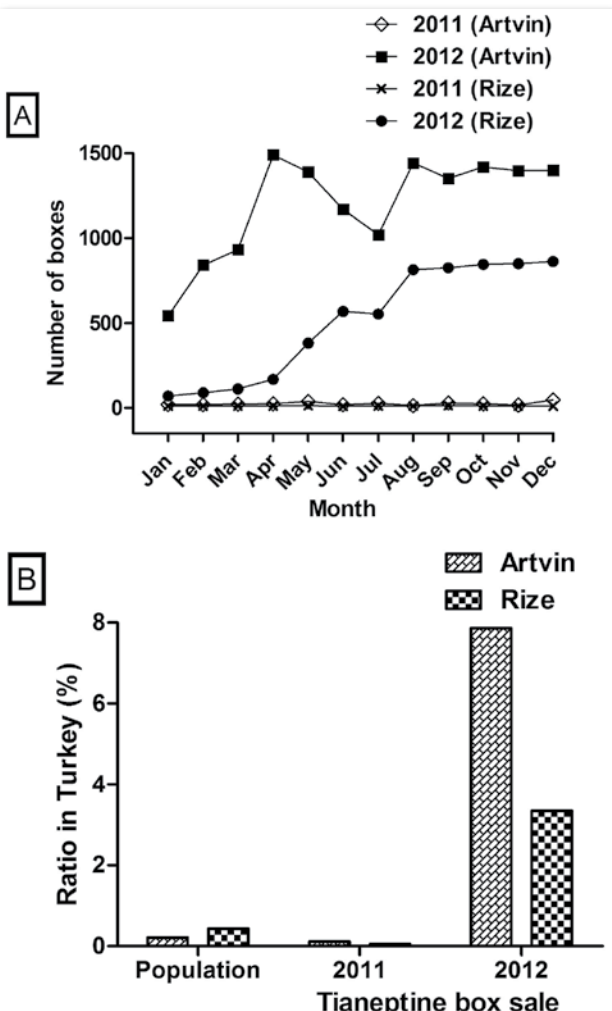 2011 (Artvin)
2012 (Artvin)
2011 (Rize)
2012 (Rize)
A
1500
1000
500
0
Number of boxes
Jan Feb Mar Apr May Jun Jul Aug Sep Oct Nov Dec
Month
B
Artvin
Rize
8
6
4
2
0
Ratio in Turkey (%)
Population 2011 2012
Tianeptine box sale